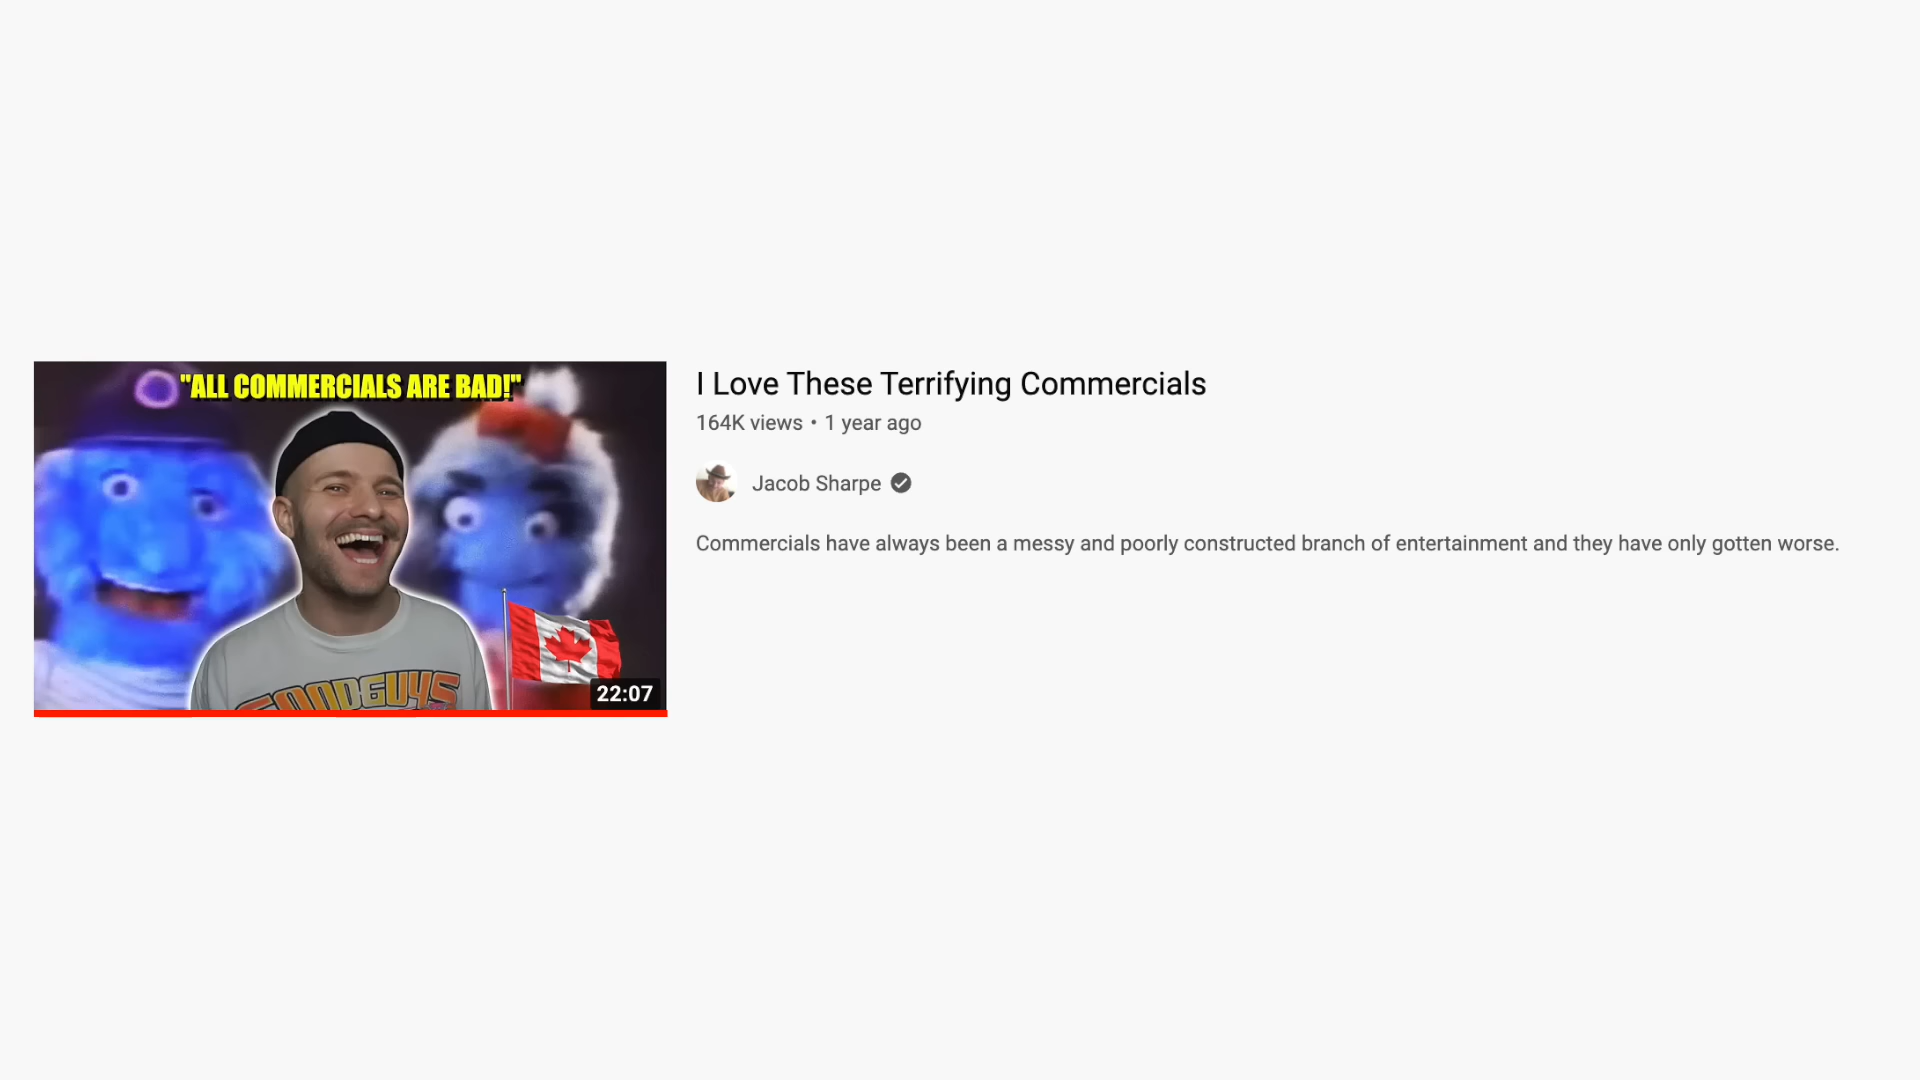 "ALL COMMERCIALS ARE BAD!"
GOODGUYS
22:07
I Love These Terrifying Commercials
164K views • 1 year ago
Jacob Sharpe
Commercials have always been a messy and poorly constructed branch of entertainment and they have only gotten worse.